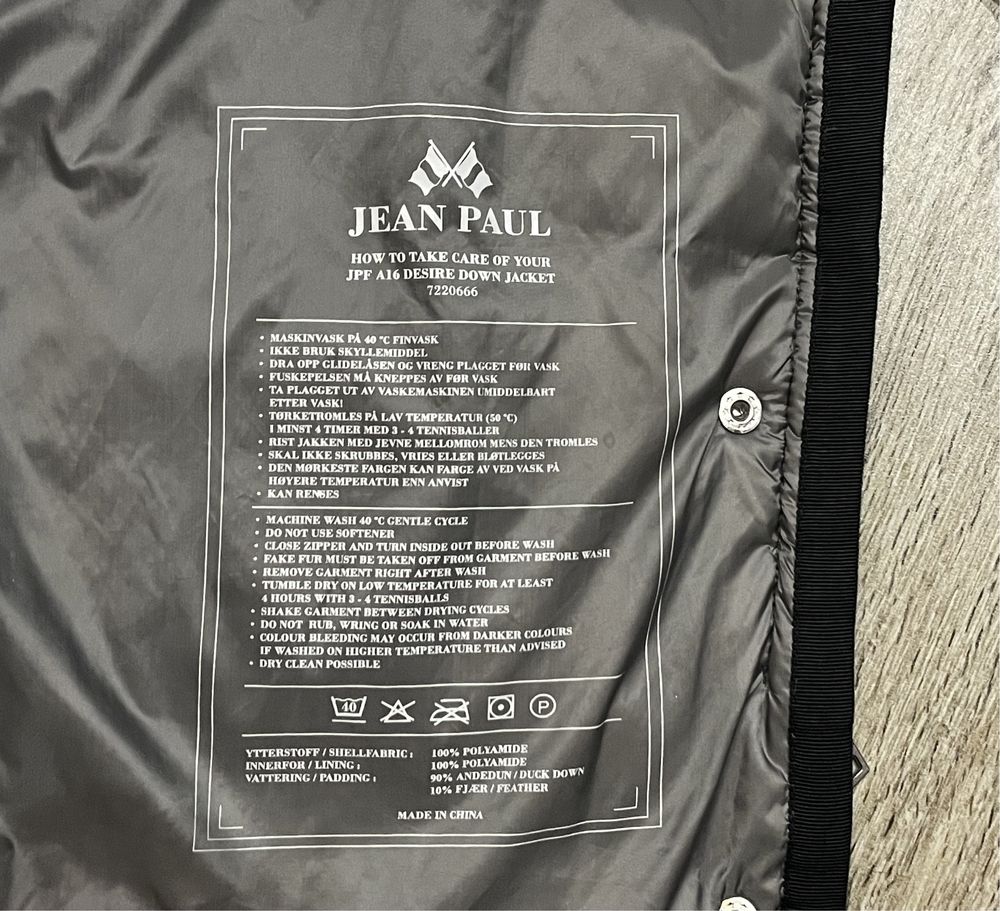 JEAN PAUL
HOW TO TAKE CARE OF YOUR
JPF A16 DESIRE DOWN JACKET
7220666
• MASKINVASK PÅ 40 °C FINVASK
• IKKE BRUK SKYLLEMIDDEL
• DRA OPP GLIDELÅSEN OG VRENG PLAGGET FØR VASK
• FUSKEPELSEN MÅ KNEPPES AV FØR VASK
• TA PLAGGET UT AV VASKEMASKINEN UMIDDELBART
ETTER VASK!
• TØRKETROMLES PÅ LAV TEMPERATUR (50 °C)
I MINST 4 TIMER MED 3 - 4 TENNISBALLER
• RIST JAKKEN MED JEVNE MELLOMROM MENS DEN TROMLES
• SKAL IKKE SKRUBBES, VRIES ELLER BLØTLEGGES
• DEN MØRKESTE FARGEN KAN FARGE AV VED VASK PÅ
HØYERE TEMPERATUR ENN ANVIST
• KAN RENSES
• MACHINE WASH 40 °C GENTLE CYCLE
• DO NOT USE SOFTENER
• CLOSE ZIPPER AND TURN INSIDE OUT BEFORE WASH
• FAKE FUR MUST BE TAKEN OFF FROM GARMENT BEFORE WASH
• REMOVE GARMENT RIGHT AFTER WASH
• TUMBLE DRY ON LOW TEMPERATURE FOR AT LEAST
4 HOURS WITH 3 - 4 TENNISBALLS
• SHAKE GARMENT BETWEEN DRYING CYCLES
• DO NOT RUB, WRING OR SOAK IN WATER
• COLOUR BLEEDING MAY OCCUR FROM DARKER COLOURS
IF WASHED ON HIGHER TEMPERATURE THAN ADVISED
• DRY CLEAN POSSIBLE
40 P
YTTERSTOFF / SHELLFABRIC : 100% POLYAMIDE
INNERFOR / LINING : 100% POLYAMIDE
VATTERING / PADDING : 90% ANDEDUN / DUCK DOWN
10% FJÆR / FEATHER
MADE IN CHINA